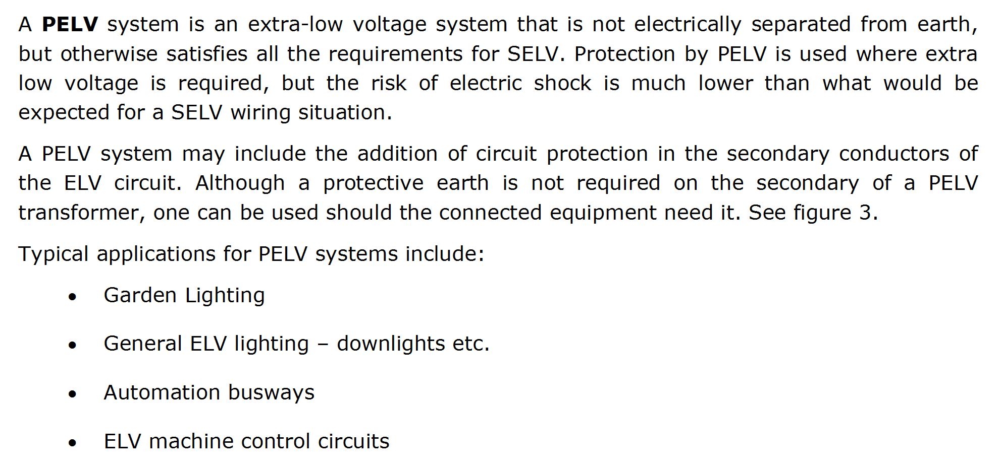 A PELV system is an extra-low voltage system that is not electrically separated from earth,
but otherwise satisfies all the requirements for SELV. Protection by PELV is used where extra
low voltage is required, but the risk of electric shock is much lower than what would be
expected for a SELV wiring situation.
A PELV system may include the addition of circuit protection in the secondary conductors of
the ELV circuit. Although a protective earth is not required on the secondary of a PELV
transformer, one can be used should the connected equipment need it. See figure 3.
Typical applications for PELV systems include:
• Garden Lighting
• General ELV lighting – downlights etc.
• Automation busways
• ELV machine control circuits